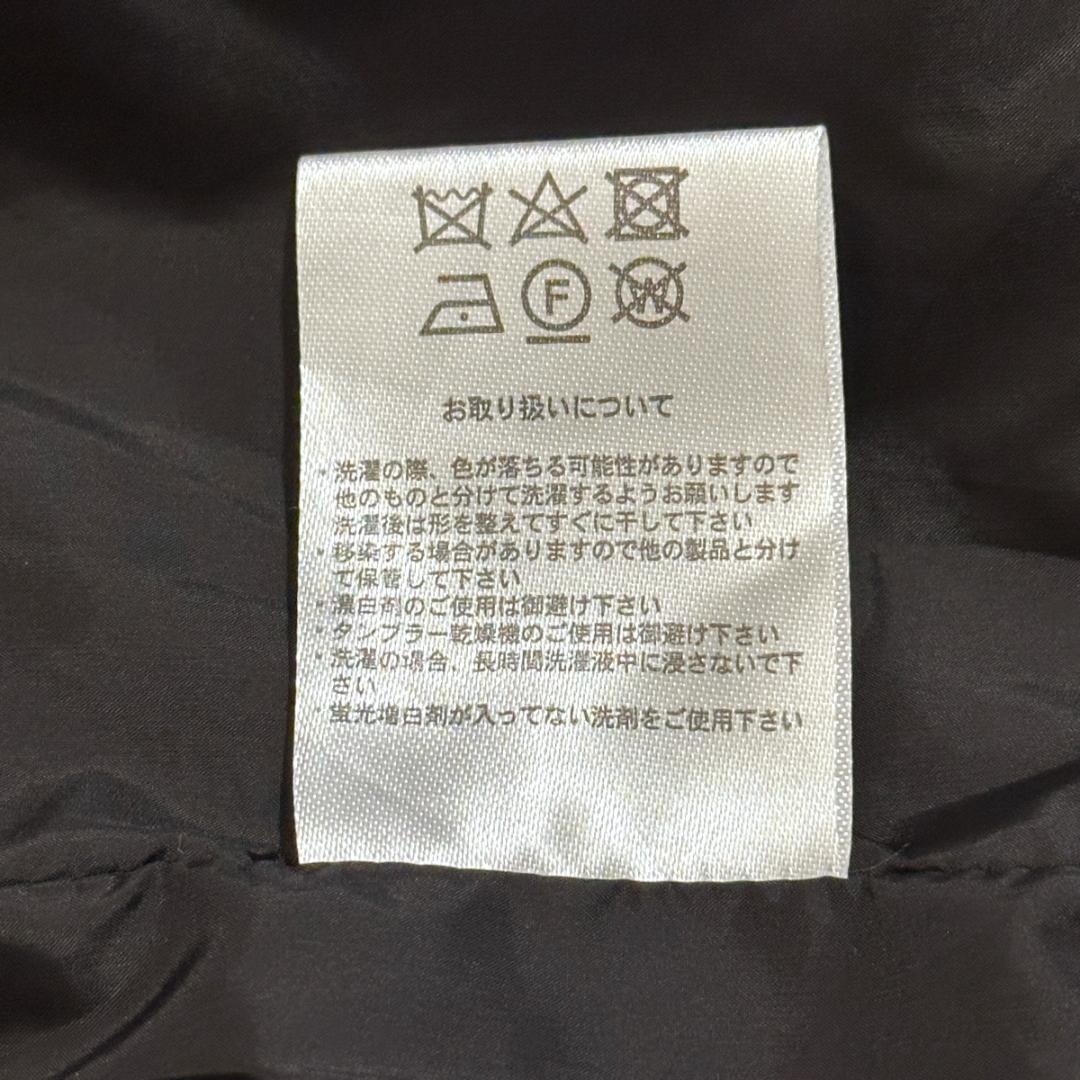 F
W
お取り扱いについて
・洗濯の際、色が落ちる可能性がありますので
他のものと分けて洗濯するようお願いします
洗濯後は形を整えてすぐに干して下さい
・移染する場合がありますので他の製品と分け
て保管して下さい
・漂白剤のご使用は御避け下さい
・タンブラー乾燥機のご使用は御避け下さい
・洗濯の場合、長時間洗濯液中に浸さないで下
さい
・蛍光増白剤が入ってない洗剤をご使用下さい